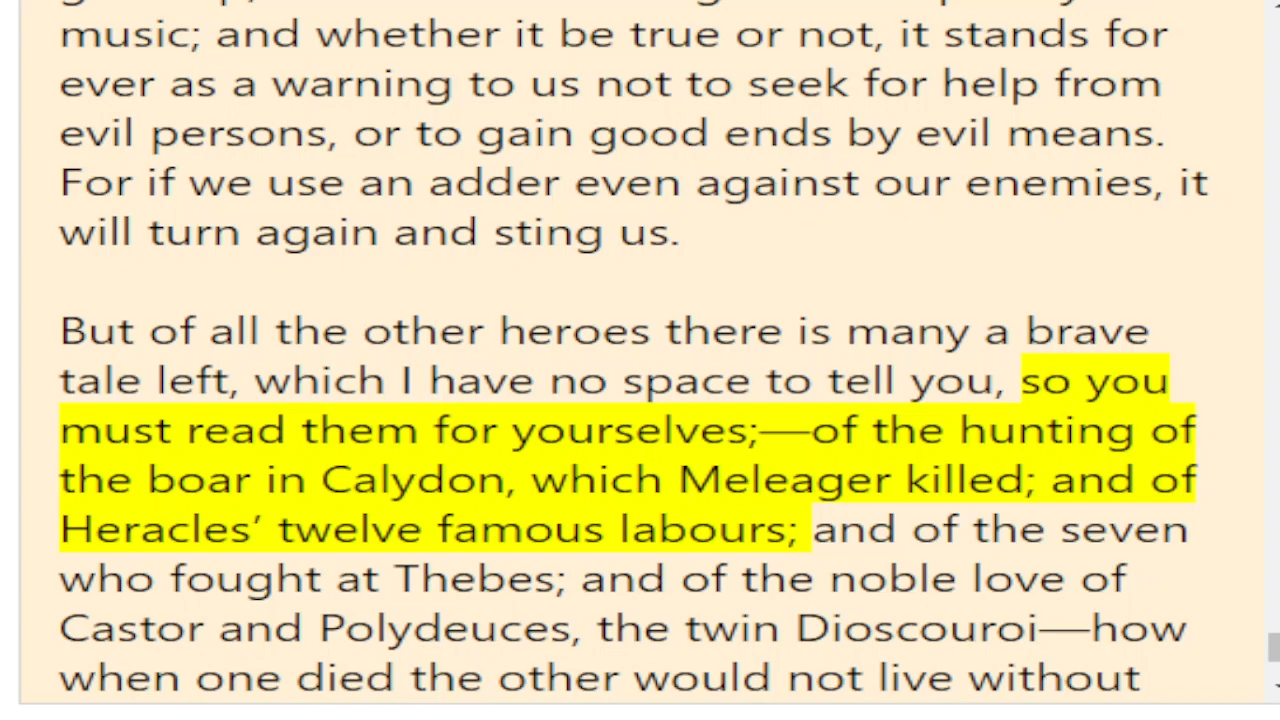 music; and whether it be true or not, it stands for
ever as a warning to us not to seek for help from
evil persons, or to gain good ends by evil means.
For if we use an adder even against our enemies, it
will turn again and sting us.
But of all the other heroes there is many a brave
tale left, which I have no space to tell you, so you
must read them for yourselves;—of the hunting of
the boar in Calydon, which Meleager killed; and of
Heracles’ twelve famous labours; and of the seven
who fought at Thebes; and of the noble love of
Castor and Polydeuces, the twin Dioscouroi—how
when one died the other would not live without